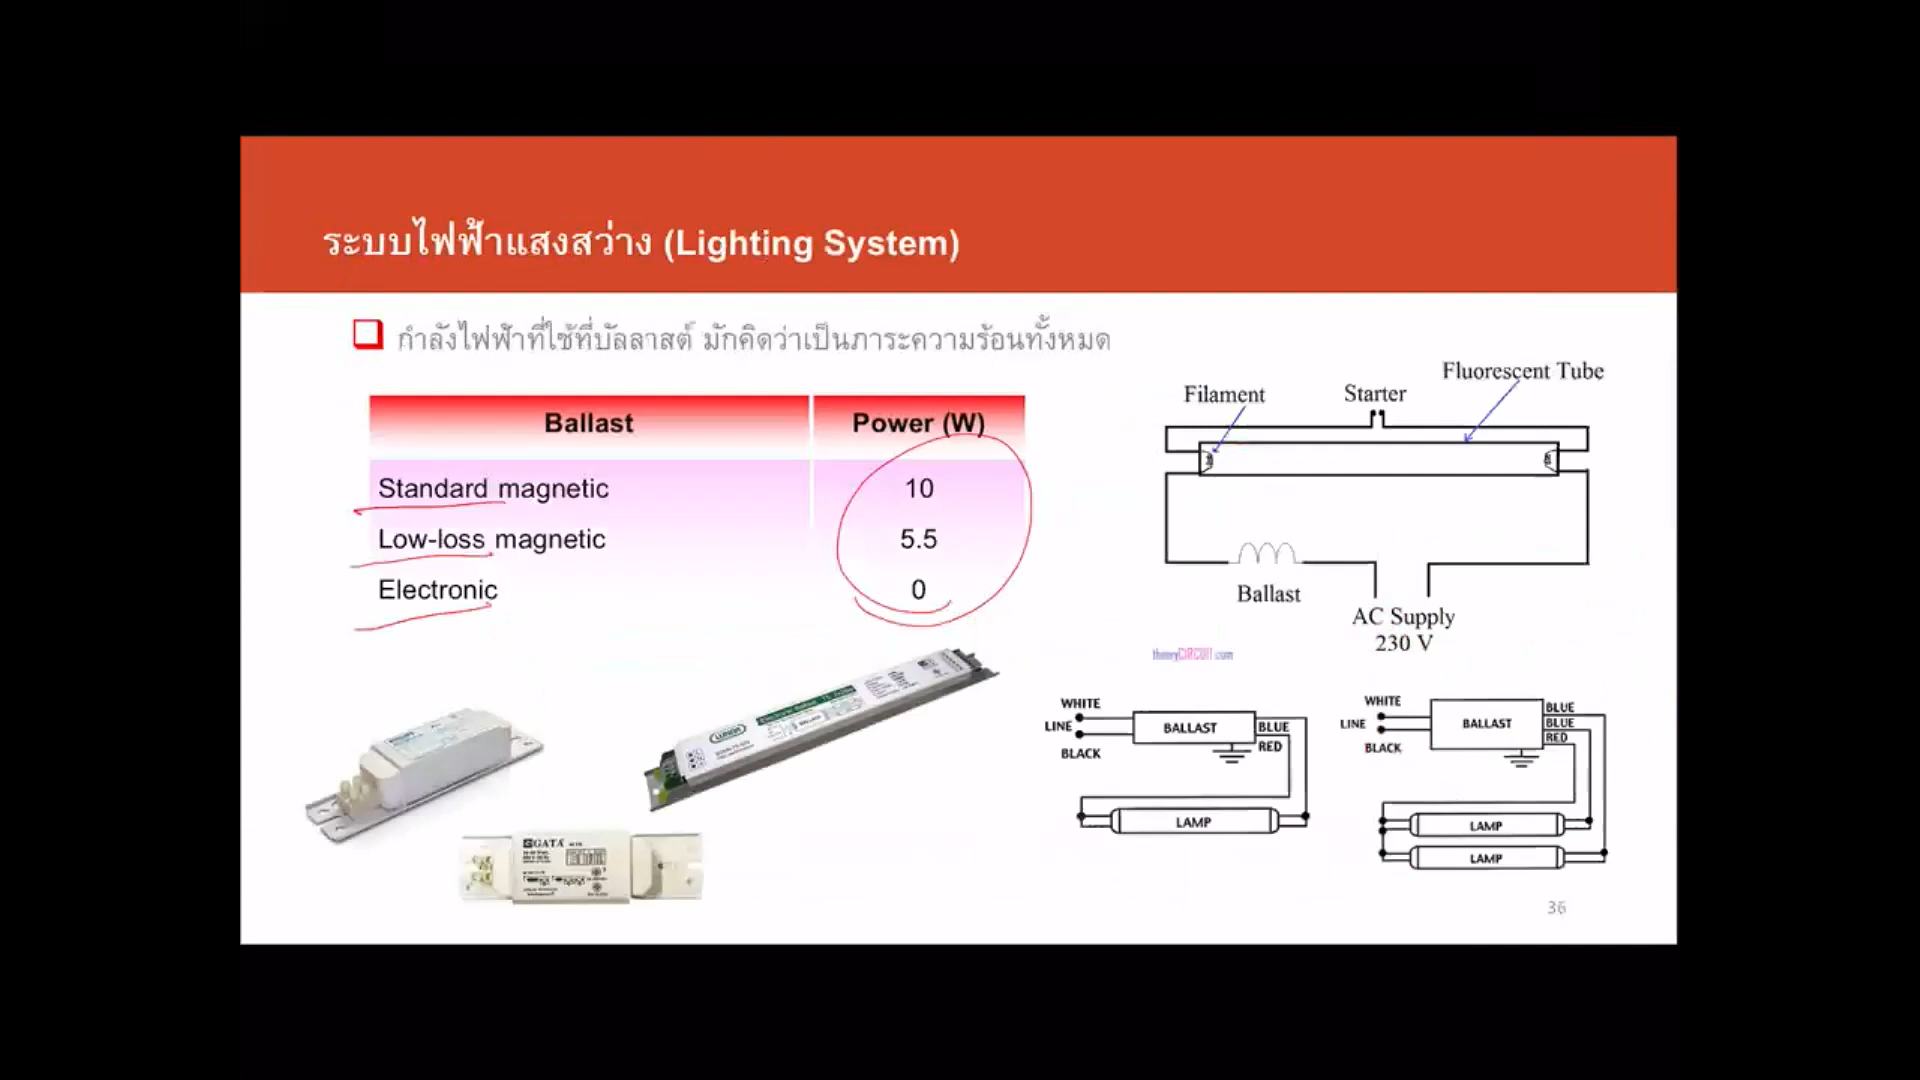 ระบบไฟฟ้าแสงสว่าง (Lighting System)
กำลังไฟฟ้าที่ใช้ที่บัลลาสต์ มักคิดว่าเป็นภาระความร้อนทั้งหมด
Ballast Power (W)
Standard magnetic 10
Low-loss magnetic 5.5
Electronic 0
Fluorescent Tube
Filament
Starter
Ballast
AC Supply
230 V
theoryCIRCUIT.com
WHITE
LINE
BLACK
BALLAST
BLUE
RED
LAMP
WHITE
LINE
BLACK
BALLAST
BLUE
BLUE
RED
LAMP
LAMP
GATA
36